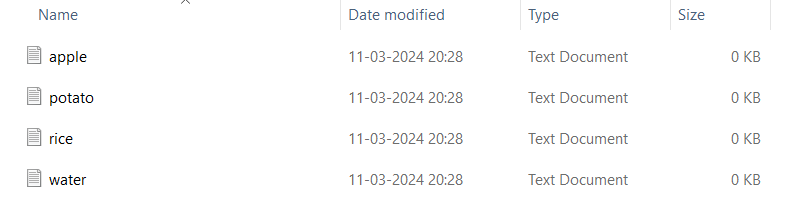 Name Date modified Type Size
apple 11-03-2024 20:28 Text Document 0 KB
potato 11-03-2024 20:28 Text Document 0 KB
rice 11-03-2024 20:28 Text Document 0 KB
water 11-03-2024 20:28 Text Document 0 KB